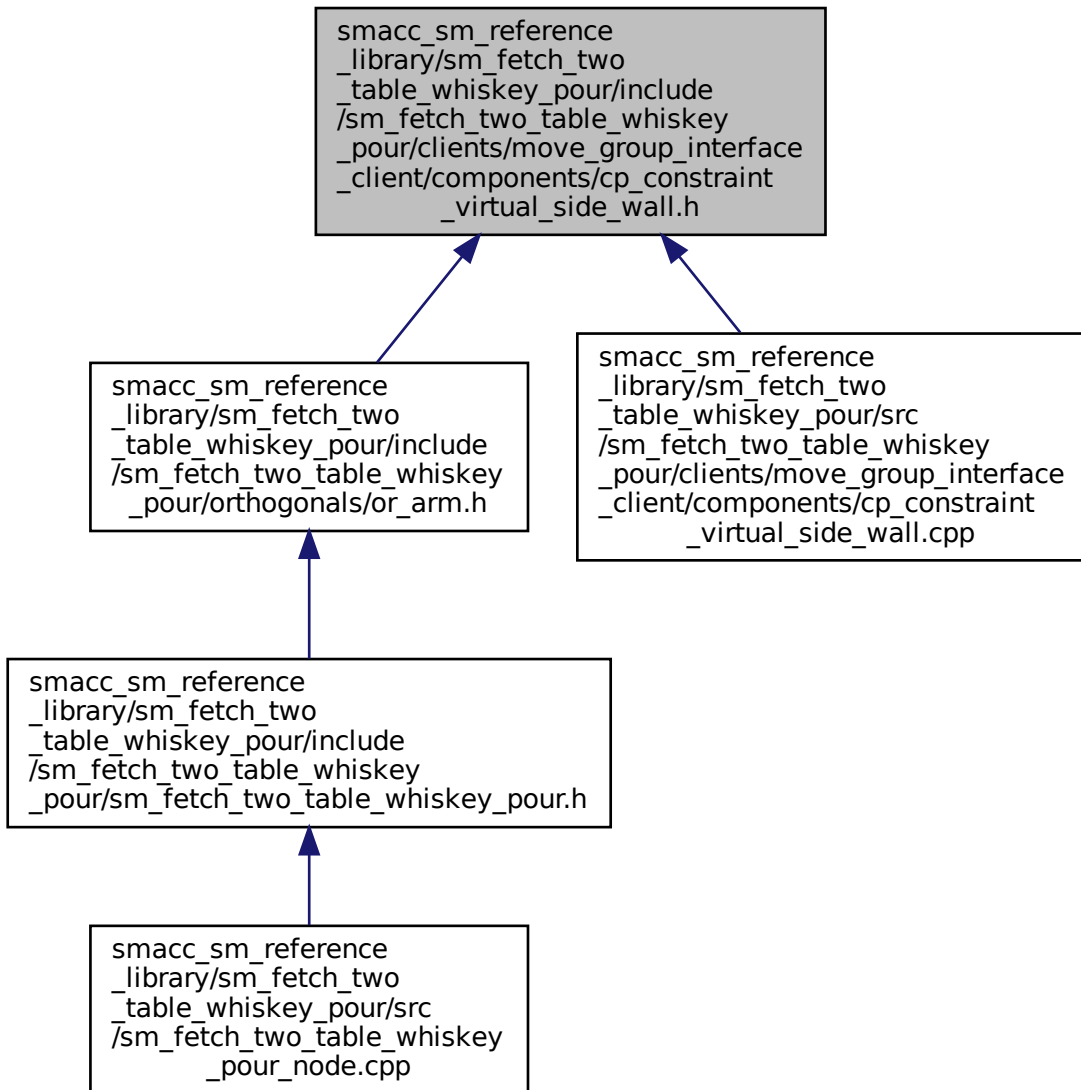 smacc_sm_reference
_library/sm_fetch_two
_table_whiskey_pour/include
/sm_fetch_two_table_whiskey
_pour/clients/move_group_interface
_client/components/cp_constraint
_virtual_side_wall.h
smacc_sm_reference
_library/sm_fetch_two
_table_whiskey_pour/include
/sm_fetch_two_table_whiskey
_pour/orthogonals/or_arm.h
smacc_sm_reference
_library/sm_fetch_two
_table_whiskey_pour/src
/sm_fetch_two_table_whiskey
_pour/clients/move_group_interface
_client/components/cp_constraint
_virtual_side_wall.cpp
smacc_sm_reference
_library/sm_fetch_two
_table_whiskey_pour/include
/sm_fetch_two_table_whiskey
_pour/sm_fetch_two_table_whiskey_pour.h
smacc_sm_reference
_library/sm_fetch_two
_table_whiskey_pour/src
/sm_fetch_two_table_whiskey
_pour_node.cpp